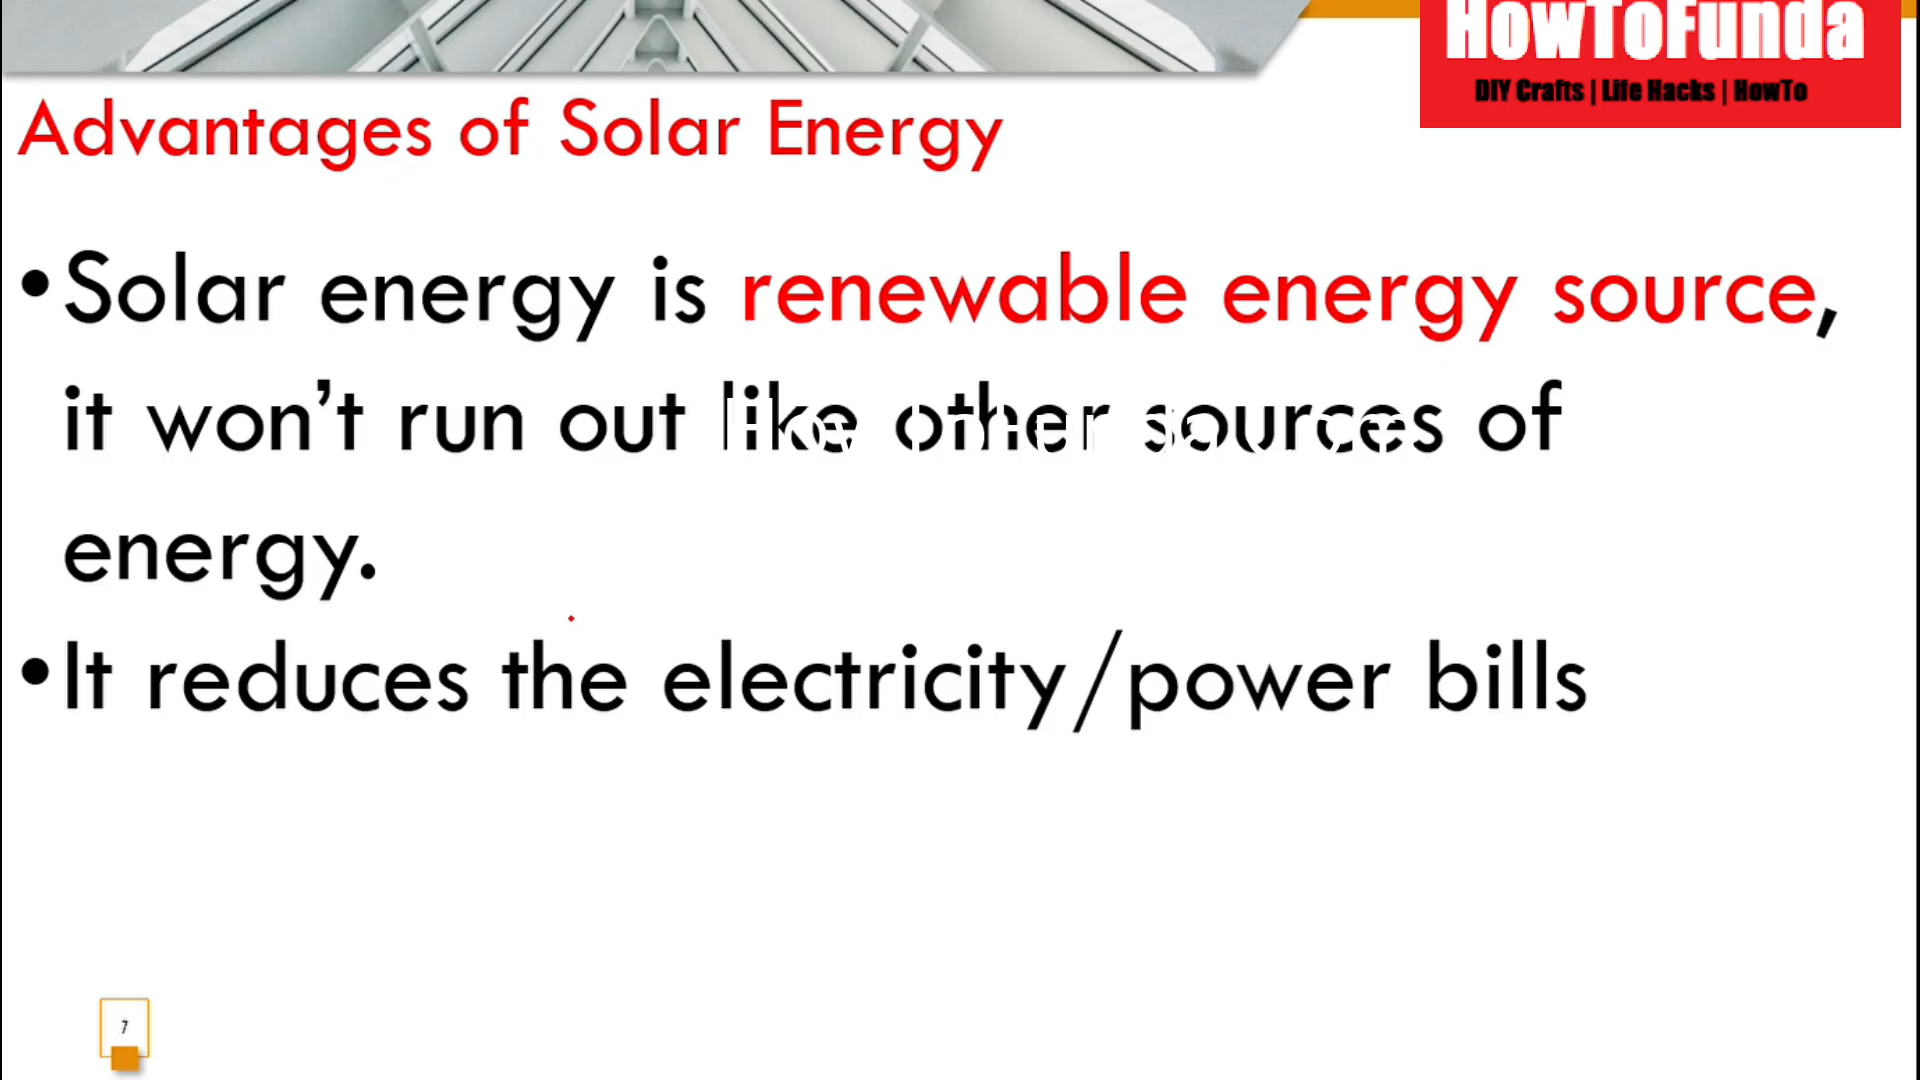 HowToFunda
DIY Crafts | Life Hacks | HowTo
Advantages of Solar Energy
•Solar energy is renewable energy source,
it won’t run out like other sources of
energy.
•It reduces the electricity/power bills
7